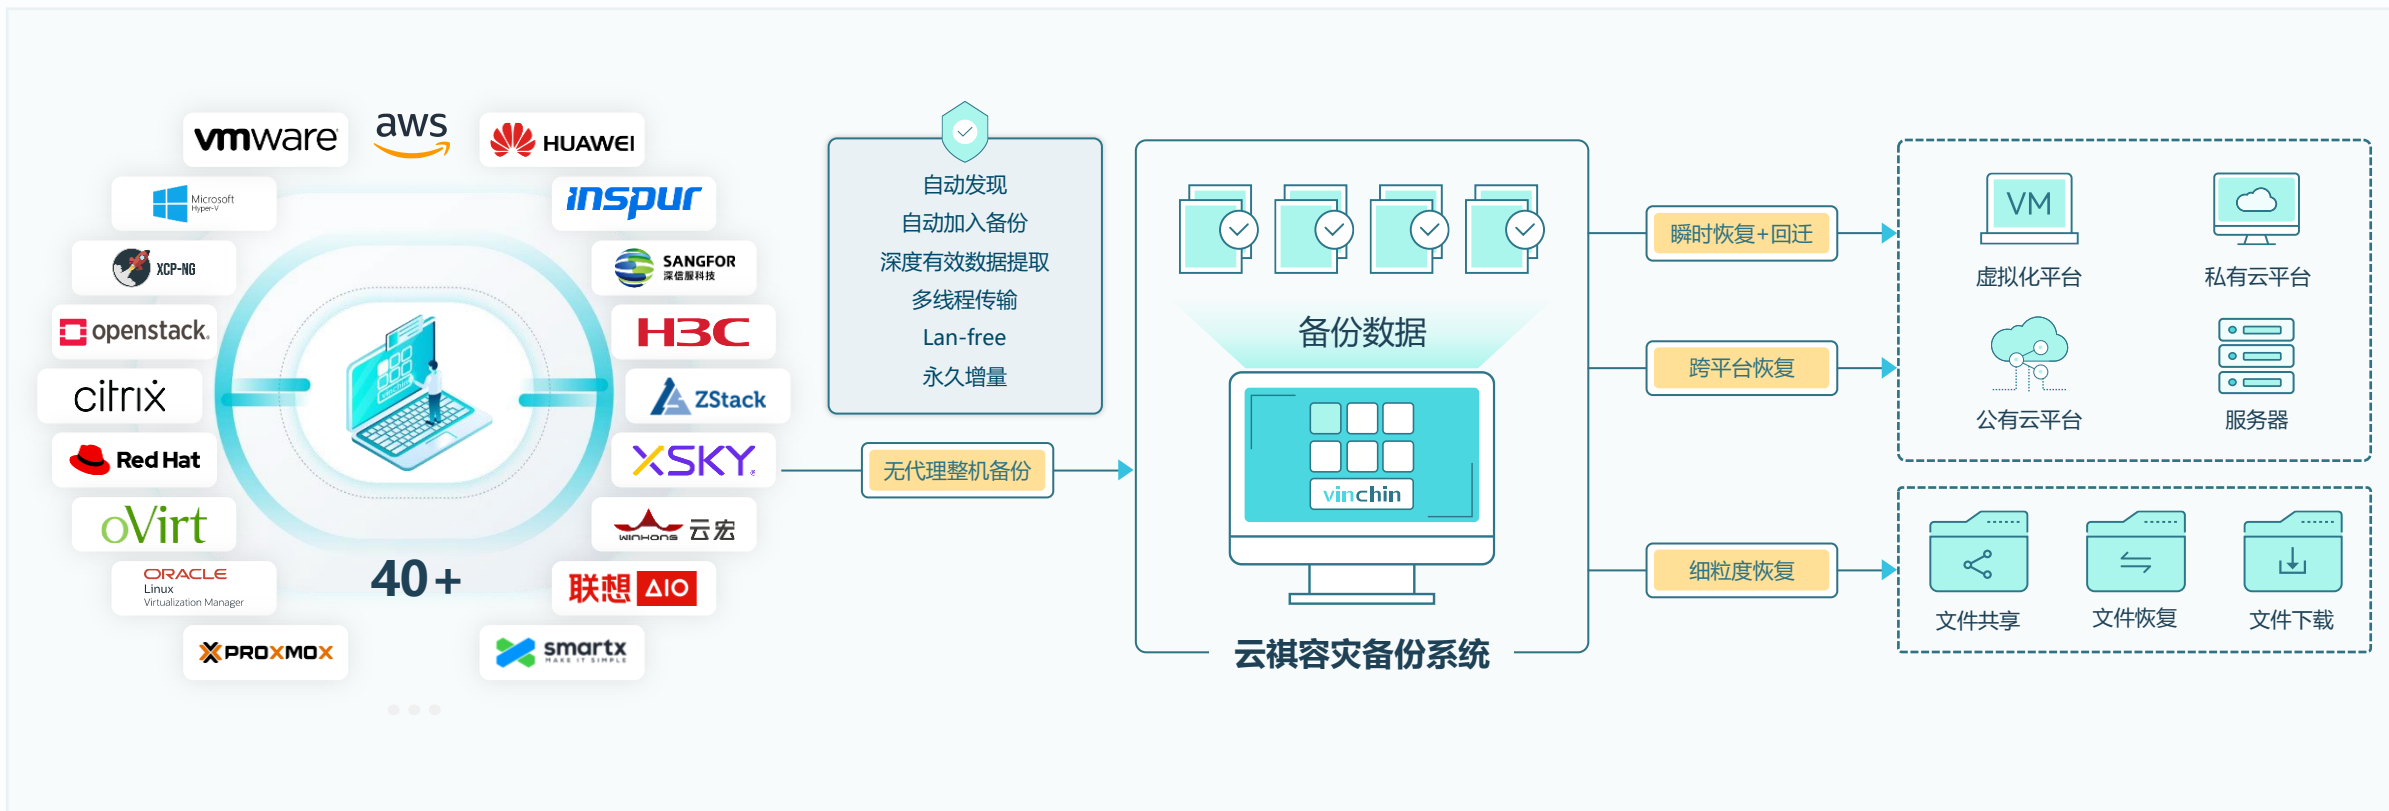 vmware
aws
HUAWEI
Microsoft
Hyper-V
inspur
XCP-NG
SANGFOR
深信服科技
openstack.
H3C
citrix
ZStack
Red Hat
XSKY
oVirt
WINHONG 云宏
ORACLE
Linux
Virtualization Manager
40+
联想 AIO
PROXMOX
smartx
MAKE IT SIMPLE
vinchin
自动发现
自动加入备份
深度有效数据提取
多线程传输
Lan-free
永久增量
无代理整机备份
备份数据
vinchin
云祺容灾备份系统
瞬时恢复+回迁
跨平台恢复
细粒度恢复
VM
虚拟化平台
私有云平台
公有云平台
服务器
文件共享
文件恢复
文件下载